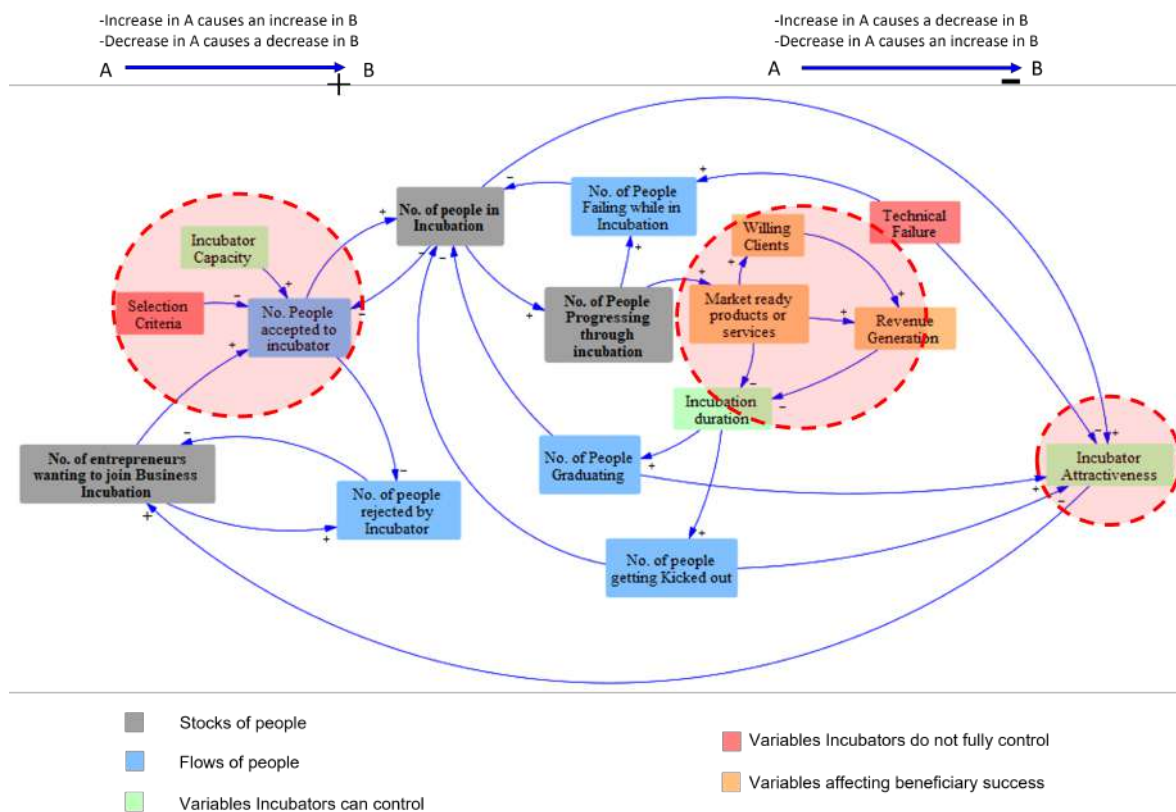 -Increase in A causes an increase in B
-Decrease in A causes a decrease in B
A
B
+
-Increase in A causes a decrease in B
-Decrease in A causes an increase in B
A
B
−
No. of people in
Incubation
No. of People
Failing while in
Incubation
Willing
Clients
Technical
Failure
Incubator
Capacity
Selection
Criteria
No. People
accepted to
incubator
No. of People
Progressing
through
incubation
Market ready
products or
services
Revenue
Generation
Incubation
duration
No. of entrepreneurs
wanting to join Business
Incubation
No. of people
rejected by
Incubator
No. of People
Graduating
Incubator
Attractiveness
No. of people
getting Kicked out
Stocks of people
Flows of people
Variables Incubators can control
Variables Incubators do not fully control
Variables affecting beneficiary success